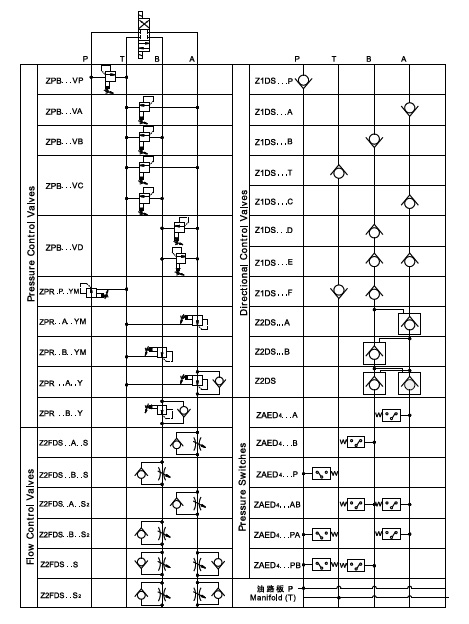 P T B A
P T B A
Pressure Control Valves
ZPB...VP
ZPB...VA
ZPB...VB
ZPB...VC
ZPB...VD
ZPR.P..YM
ZPR..A..YM
ZPR..B..YM
ZPR ..A..Y
ZPR ..B..Y
Flow Control Valves
Z2FDS..A..S
Z2FDS..B..S
Z2FDS..A..S2
Z2FDS..B..S2
Z2FDS...S
Z2FDS...S2
Directional Control Valves
Z1DS...P
Z1DS...A
Z1DS...B
Z1DS...T
Z1DS...C
Z1DS...D
Z1DS...E
Z1DS...F
Z2DS...A
Z2DS...B
Z2DS
Pressure Switches
ZAED4...A
ZAED4...B
ZAED4...P
ZAED4...AB
ZAED4...PA
ZAED4...PB
油路板 P
Manifold (T)